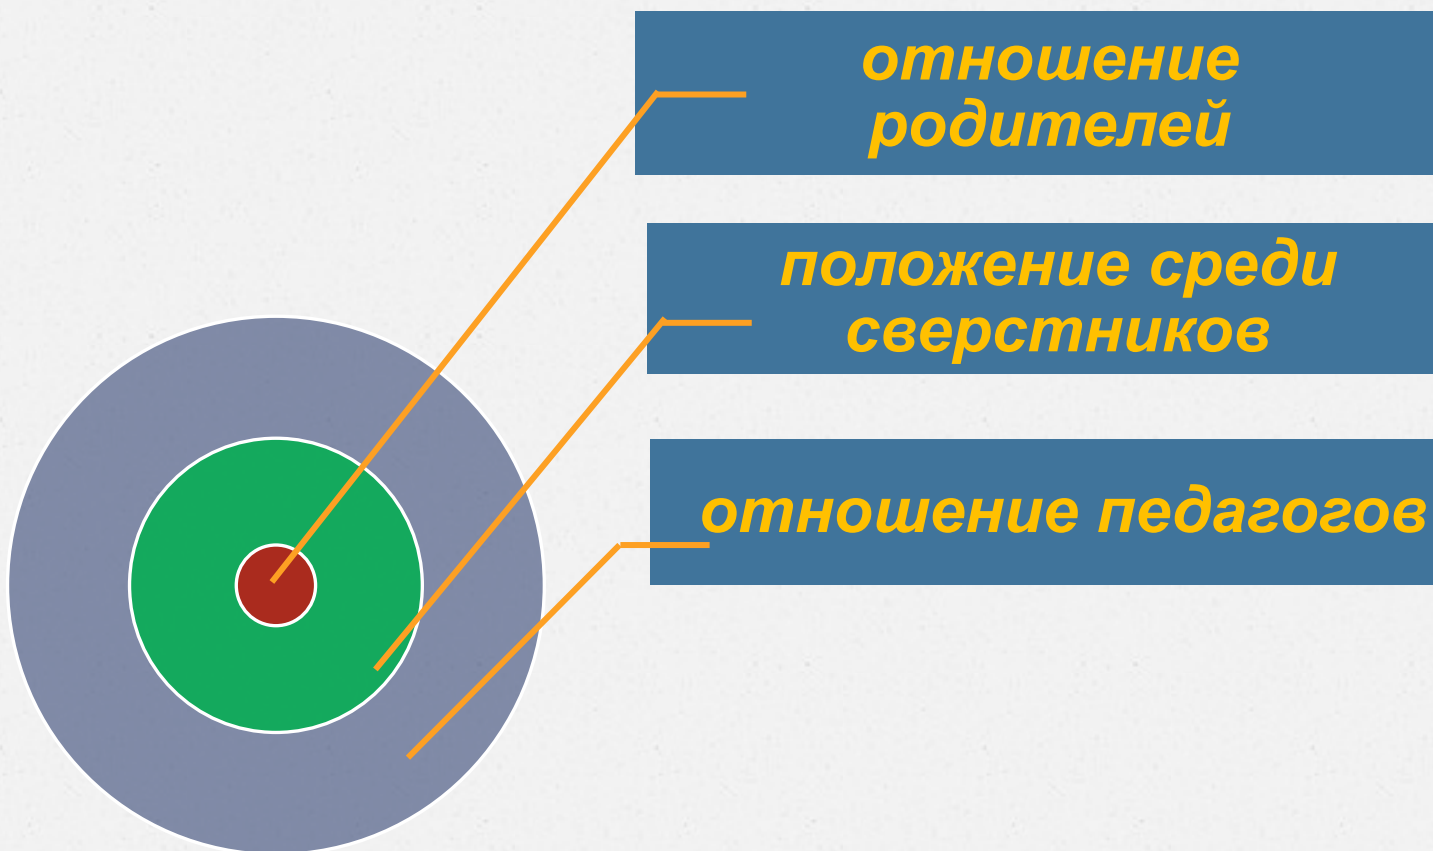 отношение
родителей
положение среди
сверстников
отношение педагогов